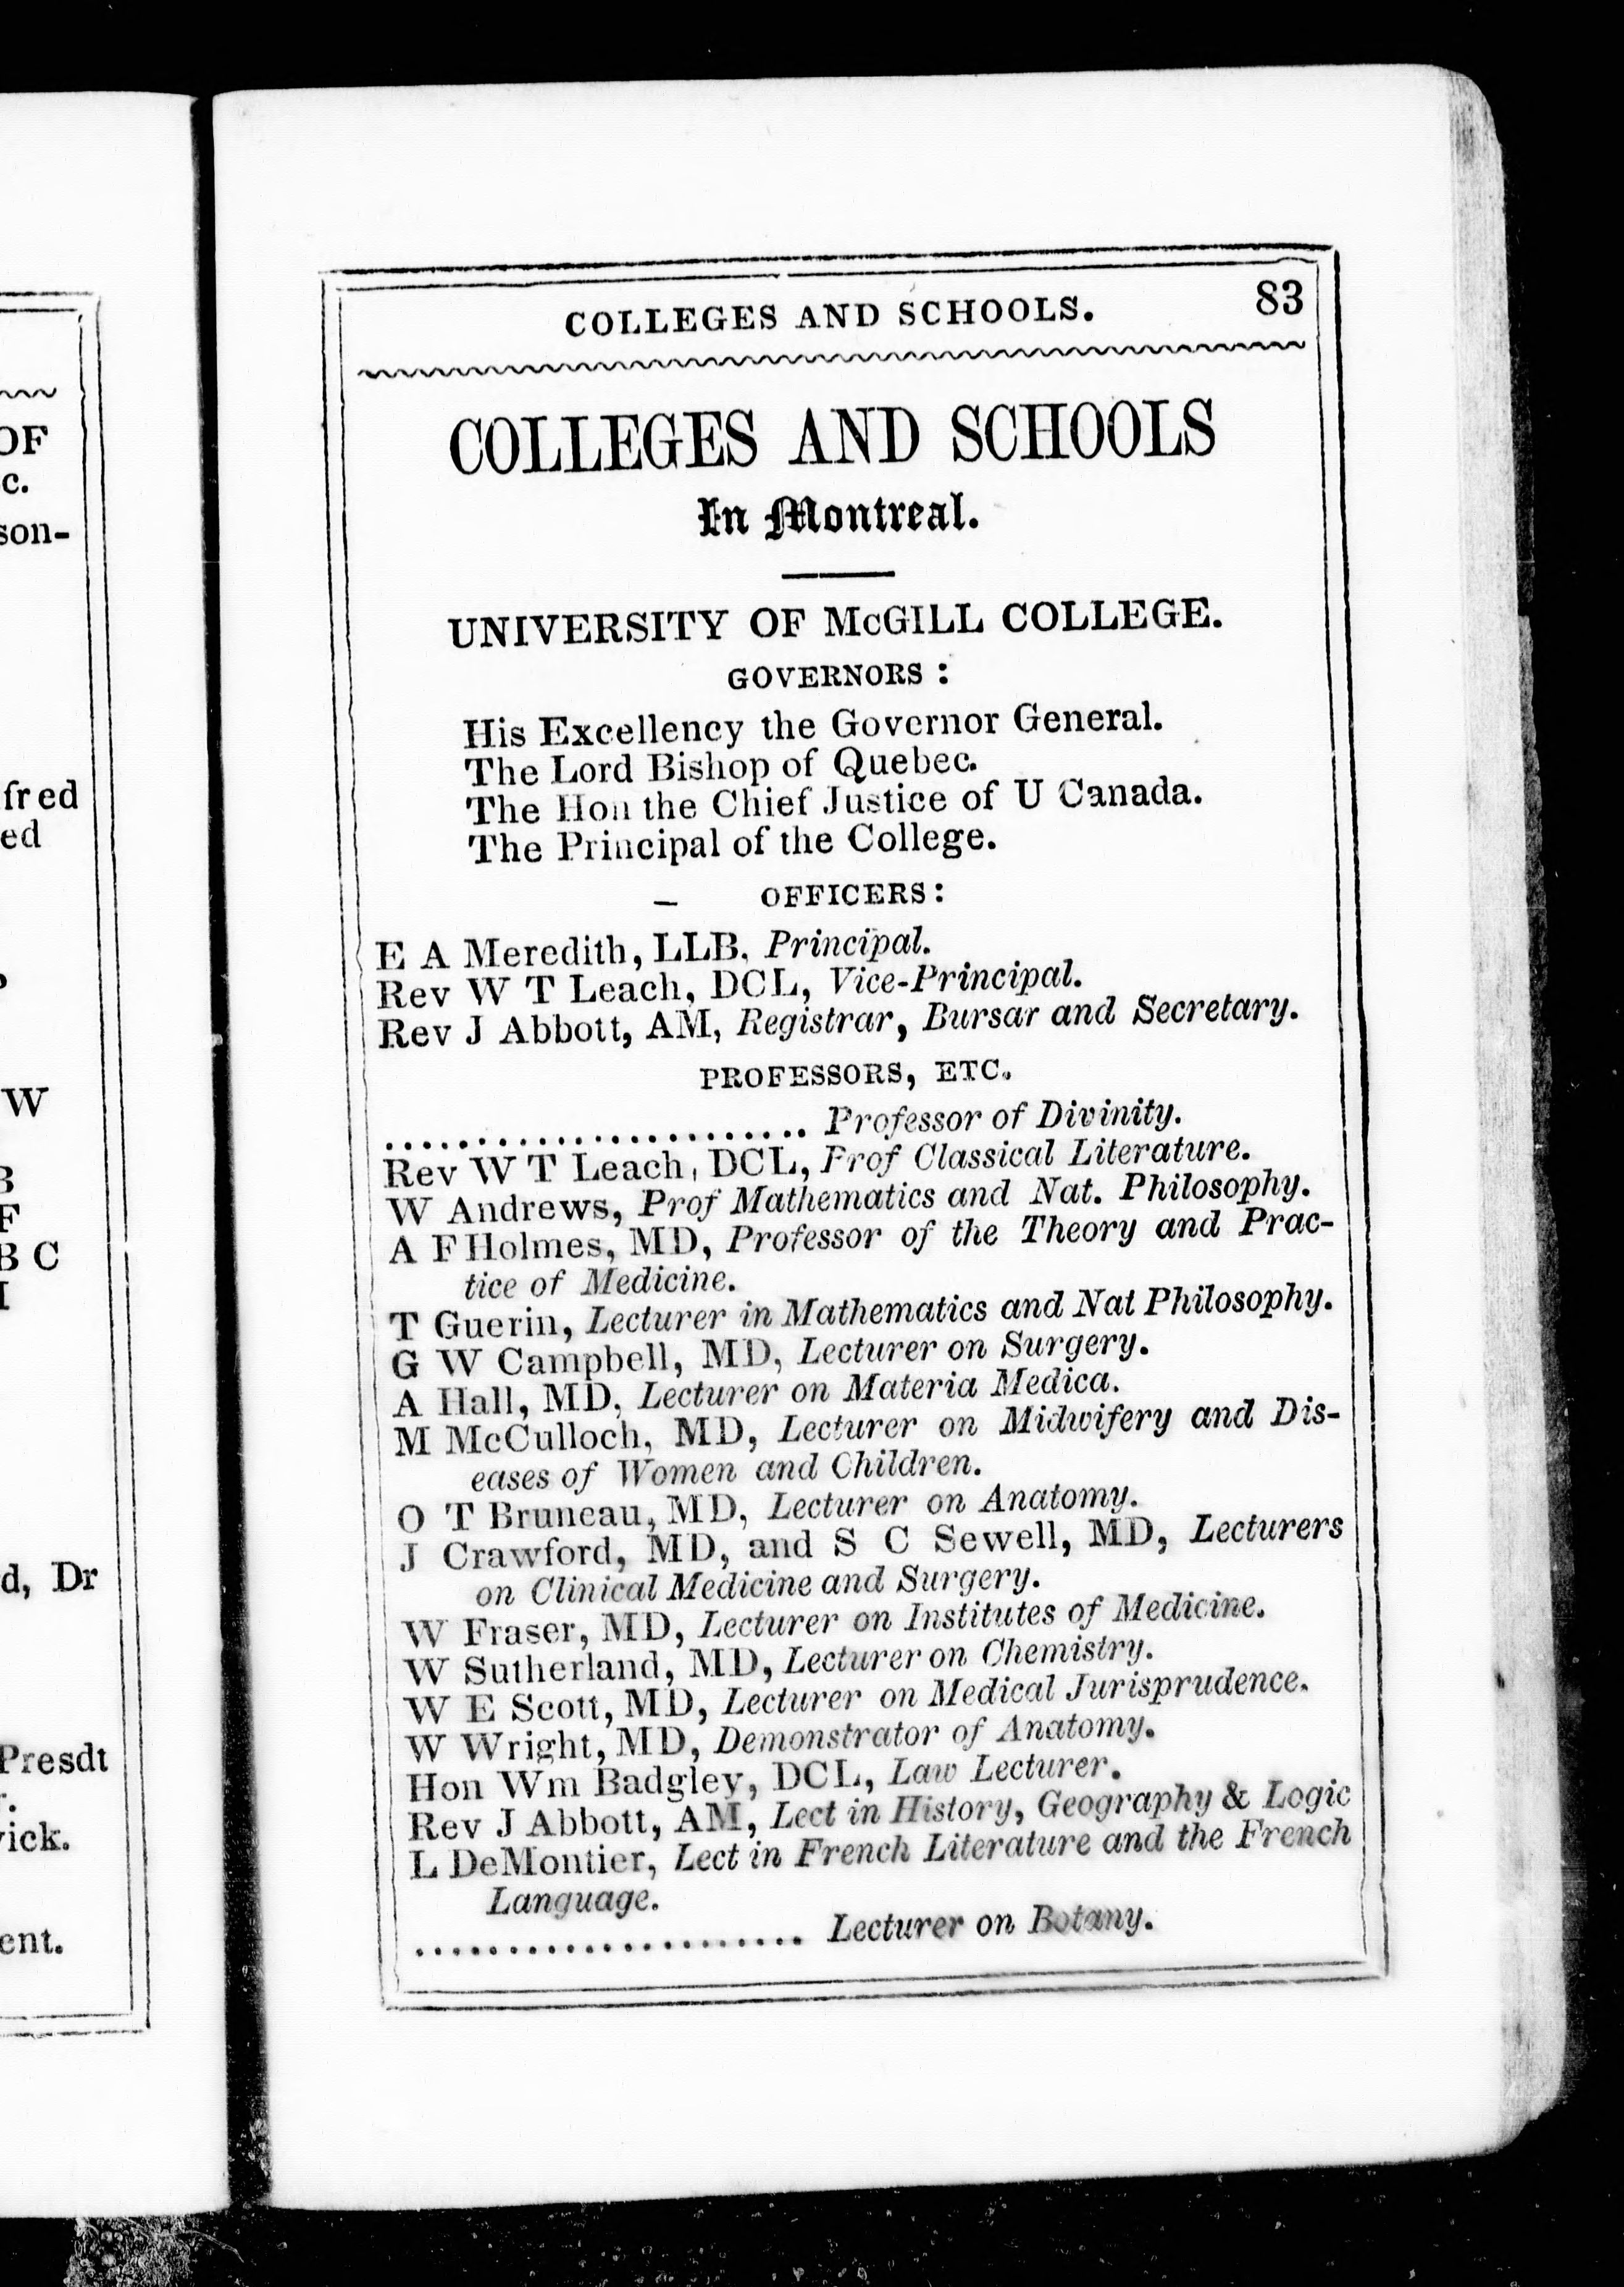 OF
c.
son-
fred
ed
W
B
F
B C
d, Dr
Presdt
ick.
ent.
COLLEGES AND SCHOOLS. 83
COLLEGES AND SCHOOLS
In Montreal.
UNIVERSITY OF McGILL COLLEGE.
GOVERNORS :
His Excellency the Governor General.
The Lord Bishop of Quebec.
The Hon the Chief Justice of U Canada.
The Principal of the College.
— OFFICERS:
E A Meredith, LLB, Principal.
Rev W T Leach, DCL, Vice-Principal.
Rev J Abbott, AM, Registrar, Bursar and Secretary.
PROFESSORS, ETC.
........................ Professor of Divinity.
Rev W T Leach, DCL, Prof Classical Literature.
W Andrews, Prof Mathematics and Nat. Philosophy.
A F Holmes, MD, Professor of the Theory and Prac-
tice of Medicine.
T Guerin, Lecturer in Mathematics and Nat Philosophy.
G W Campbell, MD, Lecturer on Surgery.
A Hall, MD, Lecturer on Materia Medica.
M McCulloch, MD, Lecturer on Midwifery and Dis-
eases of Women and Children.
O T Bruneau, MD, Lecturer on Anatomy.
J Crawford, MD, and S C Sewell, MD, Lecturers
on Clinical Medicine and Surgery.
W Fraser, MD, Lecturer on Institutes of Medicine.
W Sutherland, MD, Lecturer on Chemistry.
W E Scott, MD, Lecturer on Medical Jurisprudence.
W Wright, MD, Demonstrator of Anatomy.
Hon Wm Badgley, DCL, Law Lecturer.
Rev J Abbott, AM, Lect in History, Geography & Logic
L DeMontier, Lect in French Literature and the French
Language.
...................... Lecturer on Botany.